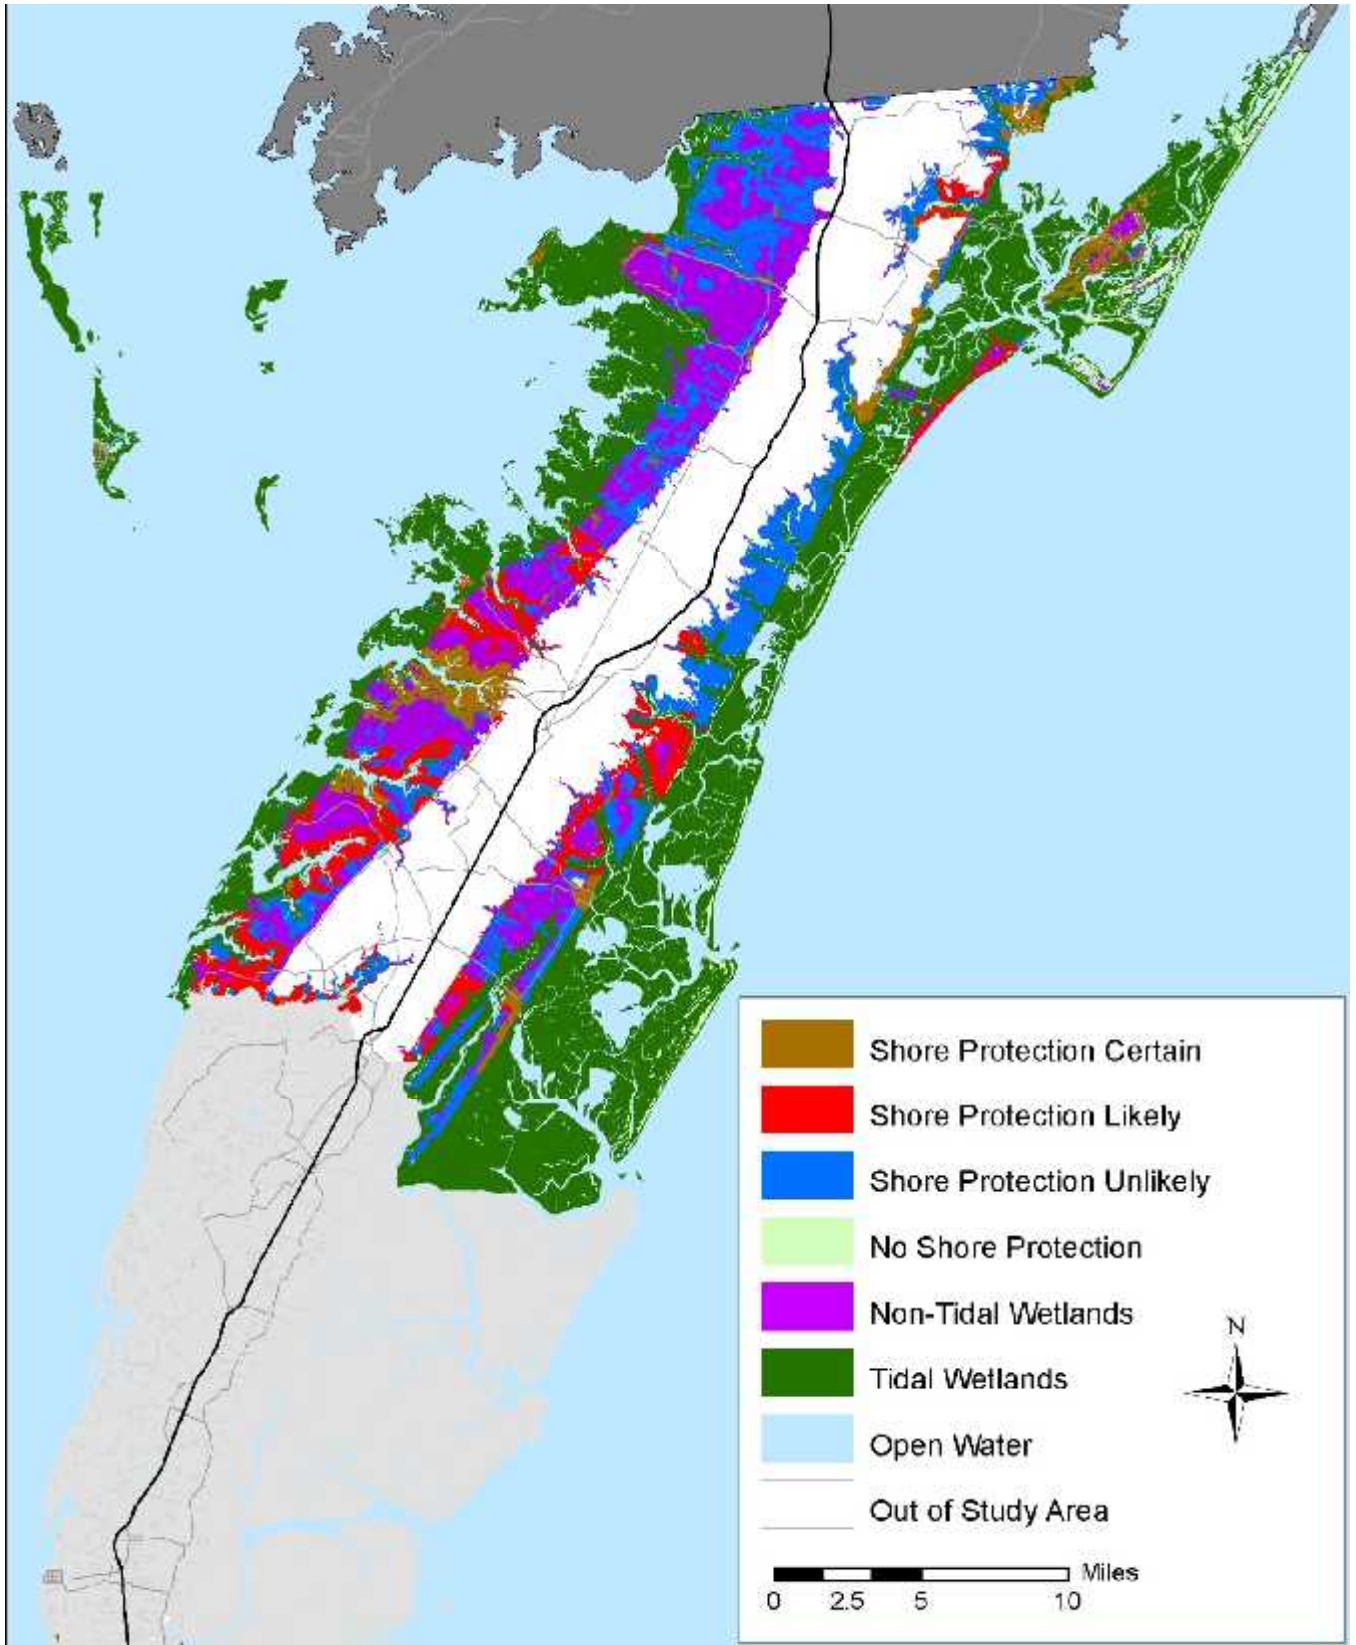 Shore Protection Certain
Shore Protection Likely
Shore Protection Unlikely
No Shore Protection
Non-Tidal Wetlands
N
Tidal Wetlands
Open Water
Out of Study Area
Miles
0 2.5 5 10